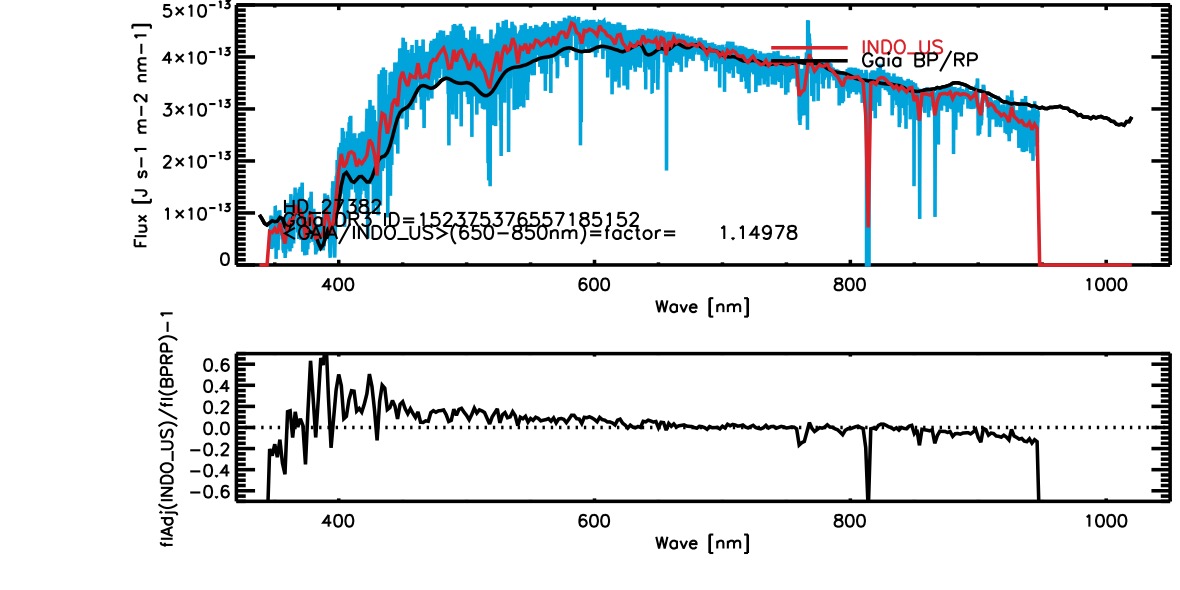 5×10−13
4×10−13
3×10−13
2×10−13
1×10−13
0
Flux [J s−1 m−2 nm−1]
INDO_US
Gaia BP/RP
HD_27382
Gaia DR3 ID=152375376557185152
<GAIA/INDO_US>(650−850nm)=factor= 1.14978
400 600 800 1000
Wave [nm]
flAdj(INDO_US)/fl(BPRP)−1
0.6
0.4
0.2
0.0
−0.2
−0.4
−0.6
400 600 800 1000
Wave [nm]